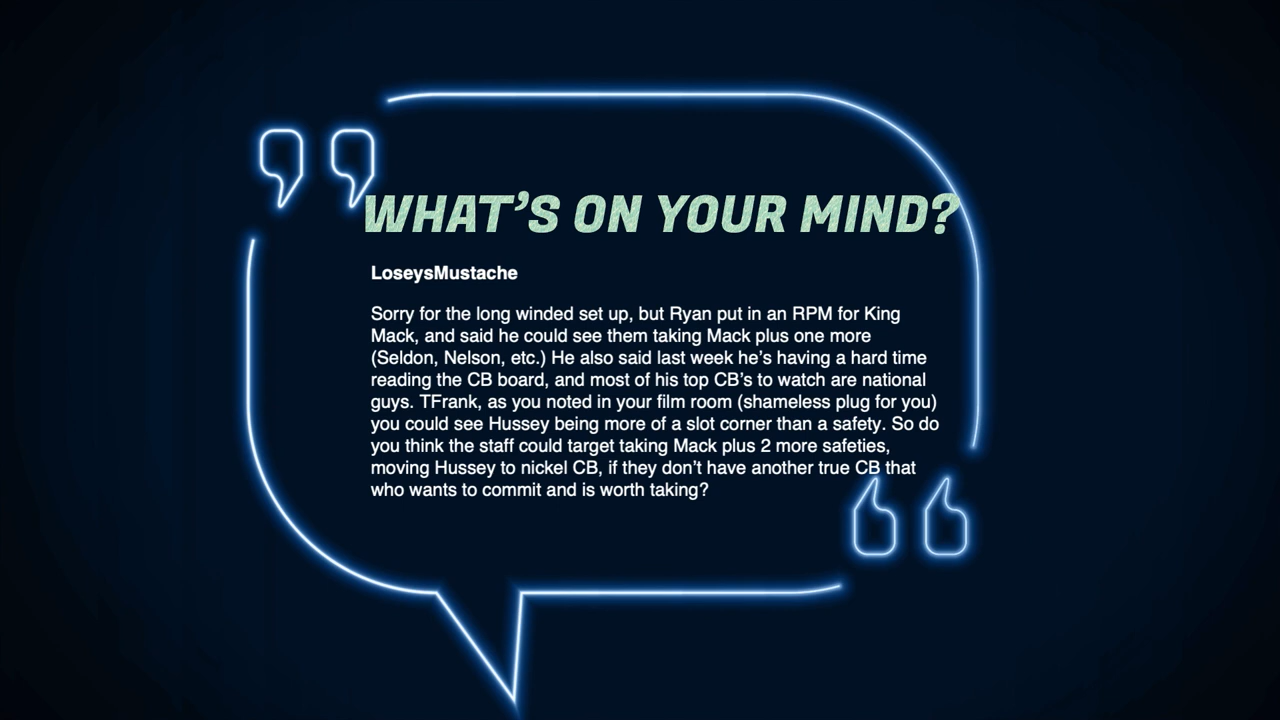 WHAT'S ON YOUR MIND?
LoseysMustache
Sorry for the long winded set up, but Ryan put in an RPM for King
Mack, and said he could see them taking Mack plus one more
(Seldon, Nelson, etc.) He also said last week he's having a hard time
reading the CB board, and most of his top CB's to watch are national
guys. TFrank, as you noted in your film room (shameless plug for you)
you could see Hussey being more of a slot corner than a safety. So do
you think the staff could target taking Mack plus 2 more safeties,
moving Hussey to nickel CB, if they don't have another true CB that
who wants to commit and is worth taking?